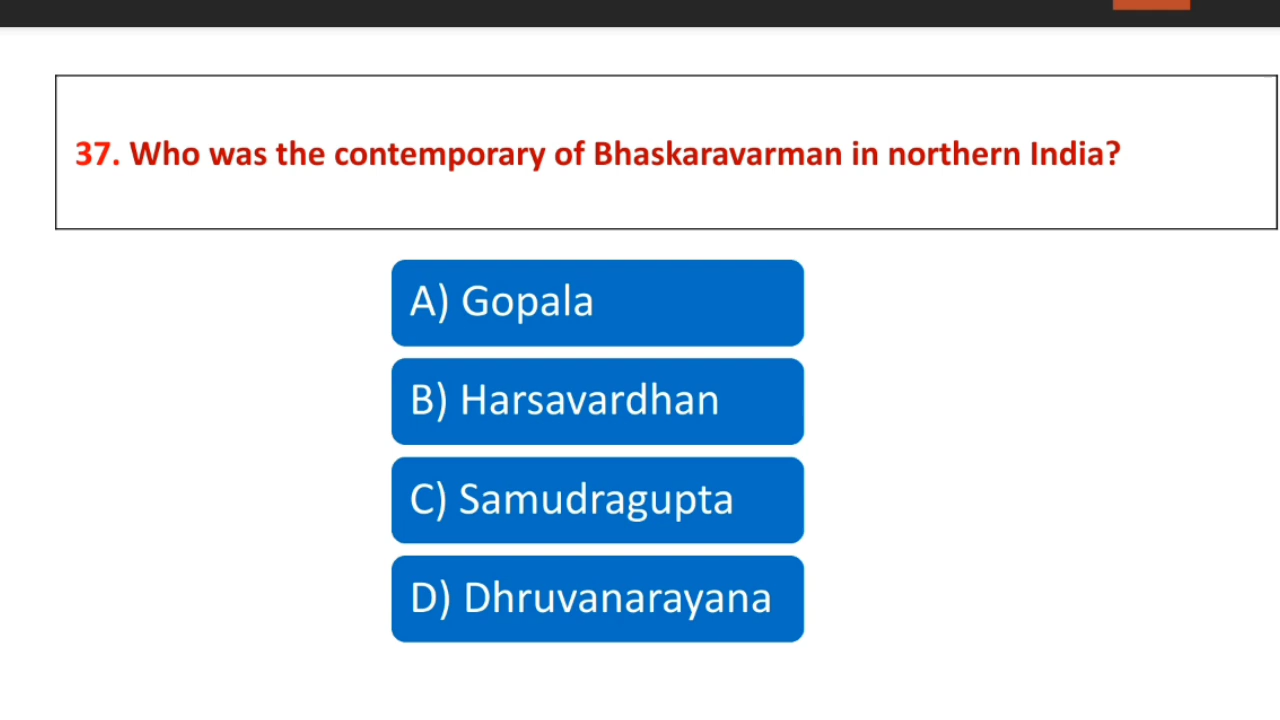 37. Who was the contemporary of Bhaskaravarman in northern India?
A) Gopala
B) Harsavardhan
C) Samudragupta
D) Dhruvanarayana